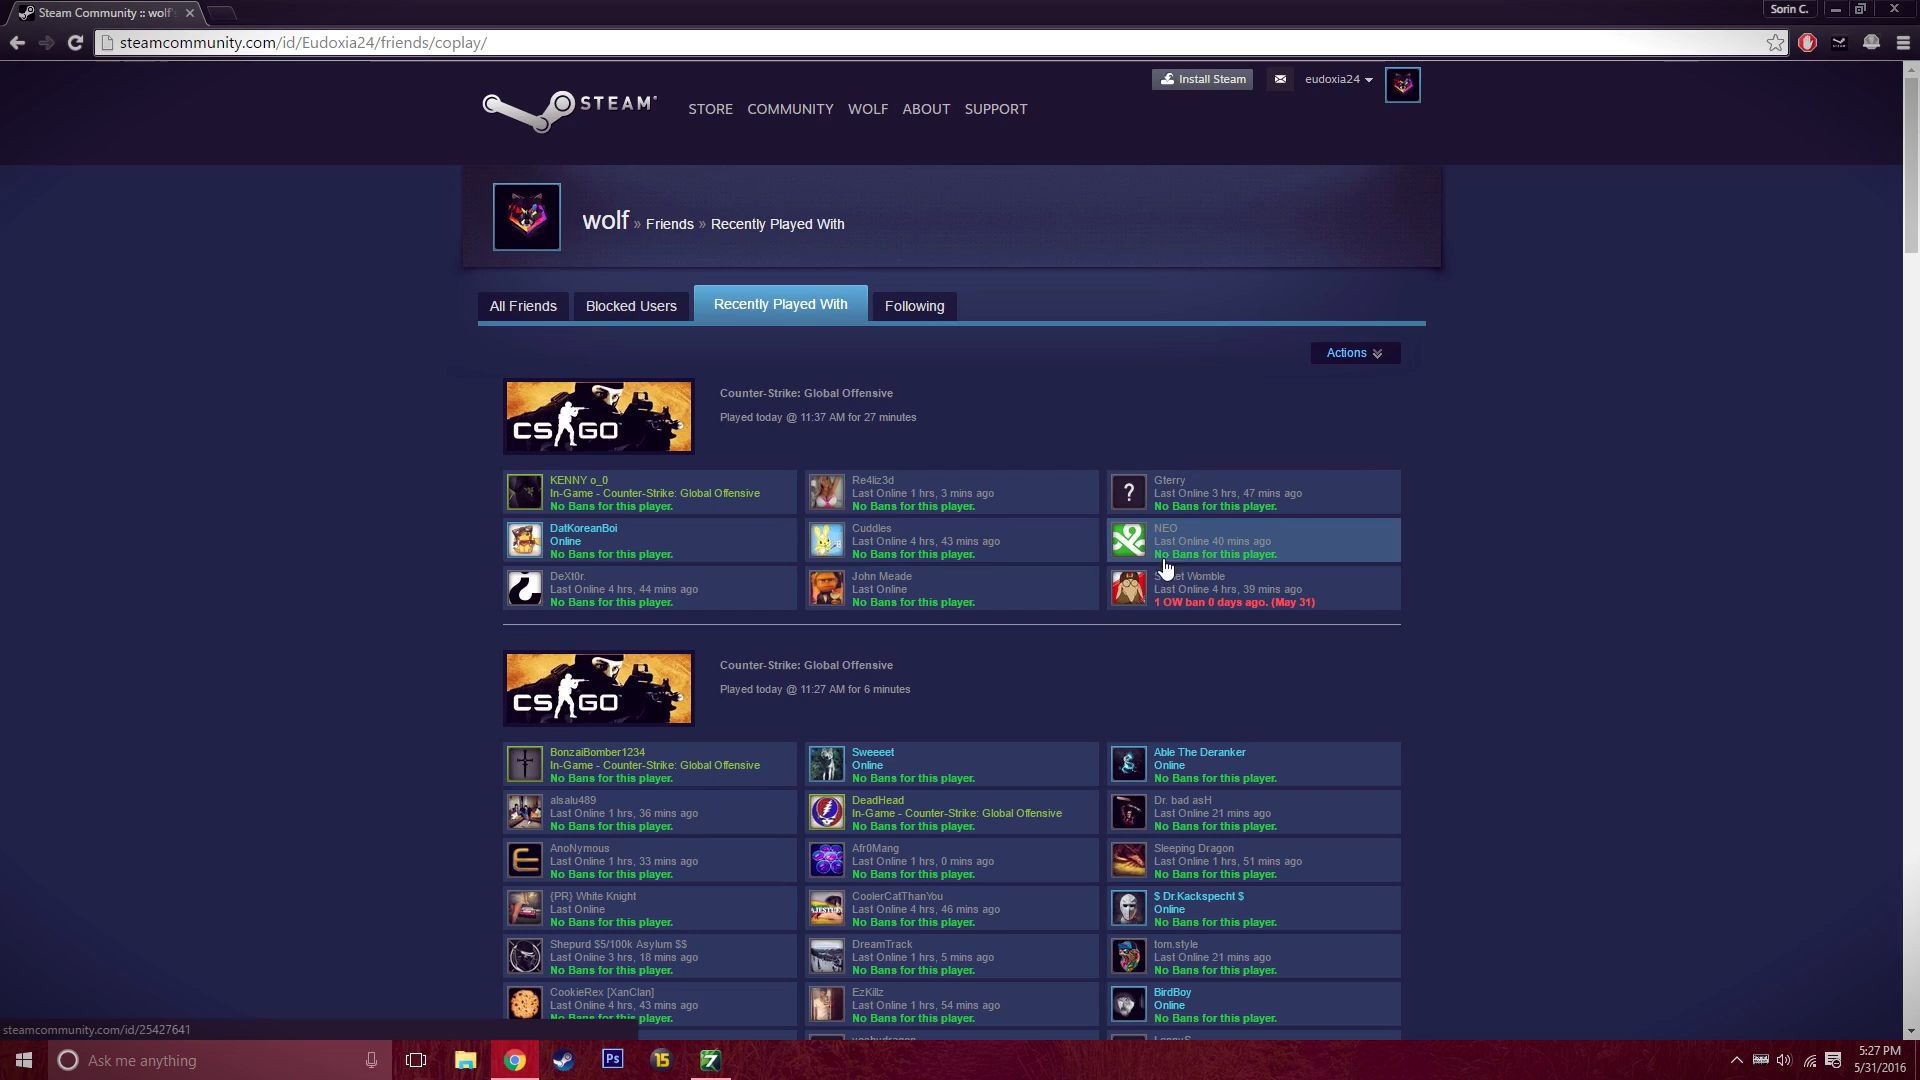 Steam Community :: wolf'
Sorin C.
steamcommunity.com/id/Eudoxia24/friends/coplay/
Install Steam
eudoxia24
STEAM
STORE COMMUNITY WOLF ABOUT SUPPORT
wolf » Friends » Recently Played With
All Friends
Blocked Users
Recently Played With
Following
Actions
CS GO
Counter-Strike: Global Offensive
Played today @ 11:37 AM for 27 minutes
KENNY o_0
In-Game - Counter-Strike: Global Offensive
No Bans for this player.
Re4liz3d
Last Online 1 hrs, 3 mins ago
No Bans for this player.
Gterry
Last Online 3 hrs, 47 mins ago
No Bans for this player.
DatKoreanBoi
Online
No Bans for this player.
Cuddles
Last Online 4 hrs, 43 mins ago
No Bans for this player.
NEO
Last Online 40 mins ago
No Bans for this player.
DeXt0r.
Last Online 4 hrs, 44 mins ago
No Bans for this player.
John Meade
Last Online
No Bans for this player.
Womble
Last Online 4 hrs, 39 mins ago
1 OW ban 0 days ago. (May 31)
CS GO
Counter-Strike: Global Offensive
Played today @ 11:27 AM for 6 minutes
BonzaiBomber1234
In-Game - Counter-Strike: Global Offensive
No Bans for this player.
Sweeeet
Online
No Bans for this player.
Able The Deranker
Online
No Bans for this player.
alsalu489
Last Online 1 hrs, 36 mins ago
No Bans for this player.
DeadHead
In-Game - Counter-Strike: Global Offensive
No Bans for this player.
Dr. bad asH
Last Online 21 mins ago
No Bans for this player.
AnoNymous
Last Online 1 hrs, 33 mins ago
No Bans for this player.
Afr0Mang
Last Online 1 hrs, 0 mins ago
No Bans for this player.
Sleeping Dragon
Last Online 1 hrs, 51 mins ago
No Bans for this player.
{PR} White Knight
Last Online
No Bans for this player.
CoolerCatThanYou
Last Online 4 hrs, 46 mins ago
No Bans for this player.
$ Dr.Kackspecht $
Online
No Bans for this player.
Shepurd $5/100k Asylum $$
Last Online 3 hrs, 18 mins ago
No Bans for this player.
DreamTrack
Last Online 1 hrs, 5 mins ago
No Bans for this player.
tom.style
Last Online 21 mins ago
No Bans for this player.
CookieRex [XanClan]
Last Online 4 hrs, 43 mins ago
No Bans for this player.
EzKillz
Last Online 1 hrs, 54 mins ago
No Bans for this player.
BirdBoy
Online
No Bans for this player.
steamcommunity.com/id/25427641
Ask me anything
Ps
15
7
5:27 PM
5/31/2016